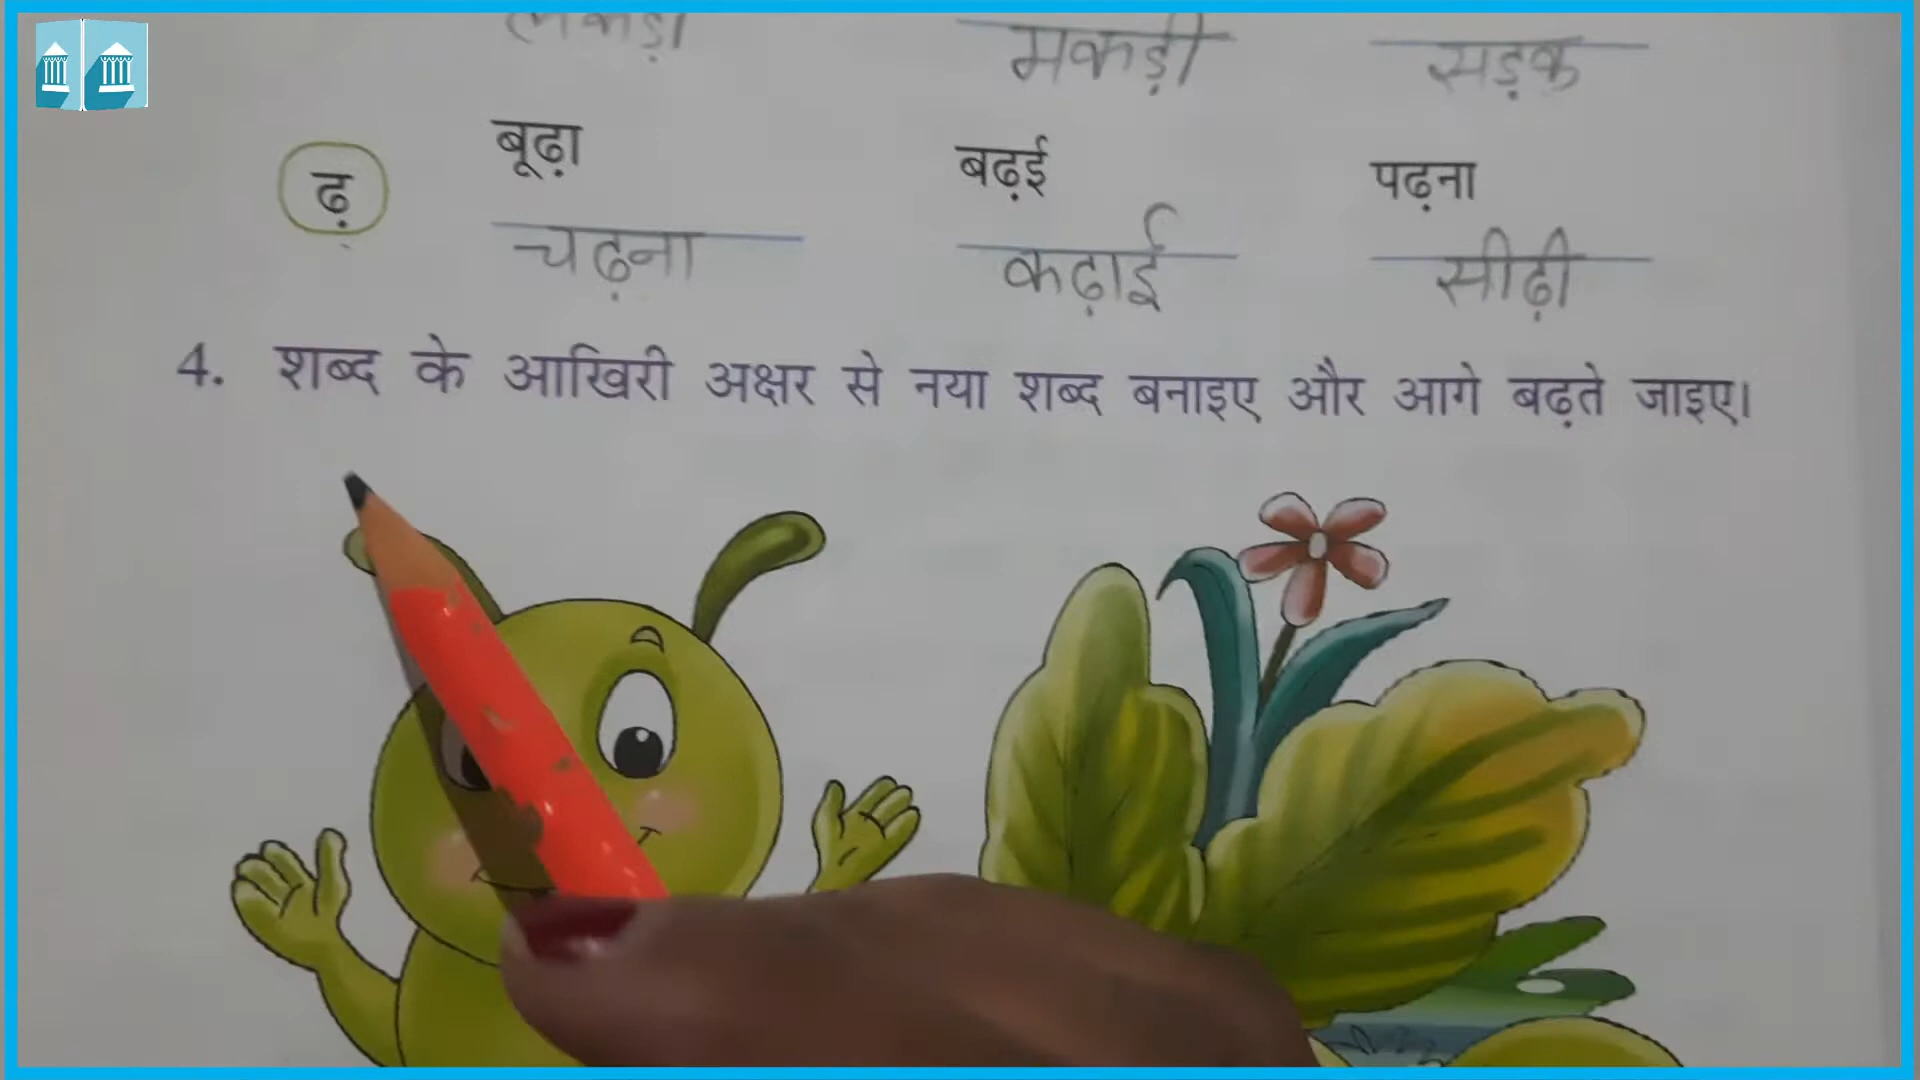 लकड़ी मकड़ी सड़क
ढ़ बूढ़ा बढ़ई पढ़ना
चढ़ना कढ़ाई सीढ़ी
4. शब्द के आखिरी अक्षर से नया शब्द बनाइए और आगे बढ़ते जाइए।